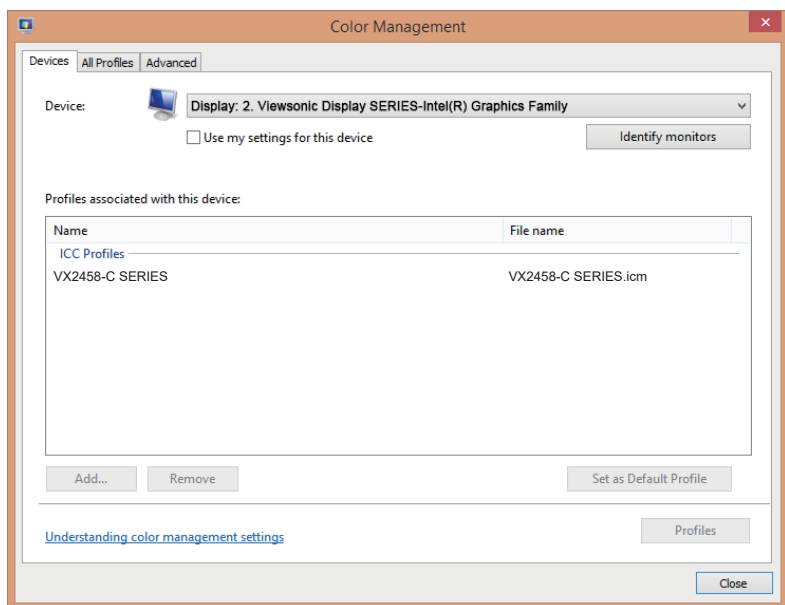 Color Management
Devices All Profiles Advanced
Device: Display: 2. Viewsonic Display SERIES-Intel(R) Graphics Family
Use my settings for this device Identify monitors
Profiles associated with this device:
Name File name
ICC Profiles
VX2458-C SERIES VX2458-C SERIES.icm
Add... Remove Set as Default Profile
Understanding color management settings Profiles
Close